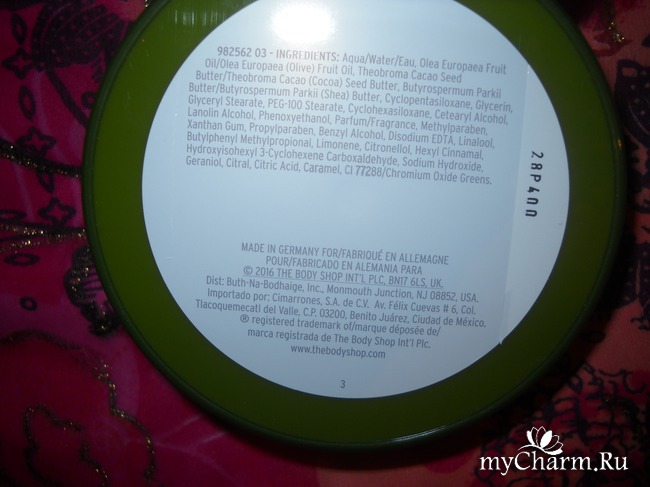 982562 03 - INGREDIENTS: Aqua/Water/Eau, Olea Europaea Fruit
Oil/Olea Europaea (Olive) Fruit Oil, Theobroma Cacao Seed
Butter/Theobroma Cacao (Cocoa) Seed Butter, Butyrospermum Parkii
Butter/Butyrospermum Parkii (Shea) Butter, Cyclopentasiloxane, Glycerin,
Glyceryl Stearate, PEG-100 Stearate, Cyclohexasiloxane, Cetearyl Alcohol,
Lanolin Alcohol, Phenoxyethanol, Parfum/Fragrance, Methylparaben,
Xanthan Gum, Propylparaben, Benzyl Alcohol, Disodium EDTA, Linalool,
Butylphenyl Methylpropional, Limonene, Citronellol, Hexyl Cinnamal,
Hydroxyisohexyl 3-Cyclohexene Carboxaldehyde, Sodium Hydroxide,
Geraniol, Citral, Citric Acid, Caramel, CI 77288/Chromium Oxide Greens.
28P400
MADE IN GERMANY FOR/FABRIQUÉ EN ALLEMAGNE
POUR/FABRICADO EN ALEMANIA PARA
© 2016 THE BODY SHOP INT'L PLC, BN17 6LS, UK.
Dist: Buth-Na-Bodhaige, Inc., Monmouth Junction, NJ 08852, USA.
Importado por: Cimarrones, S.A. de C.V. Av. Félix Cuevas # 6, Col.
Tlacoquemecatl del Valle, C.P. 03200, Benito Juárez, Ciudad de México.
® registered trademark of/marque déposée de/
marca registrada de The Body Shop Int'l Plc.
www.thebodyshop.com
3
myCharm.Ru